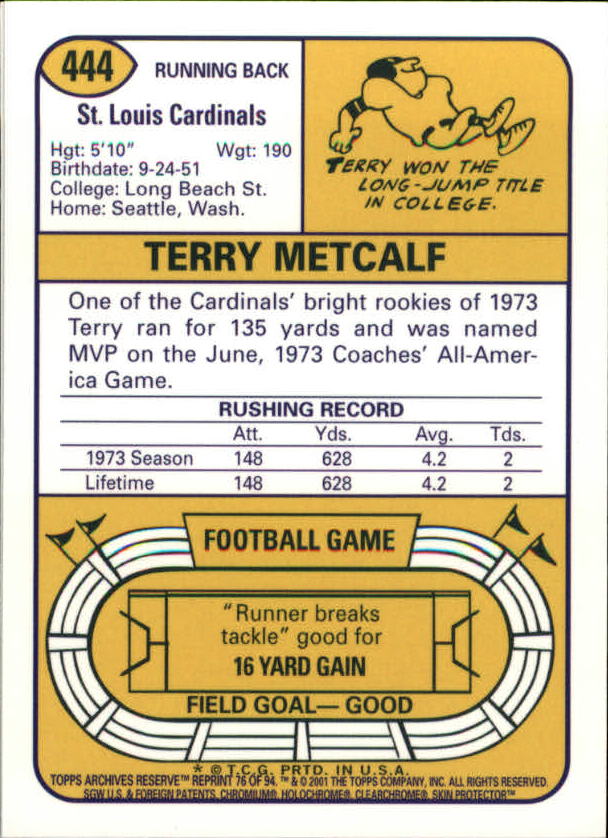 444
RUNNING BACK
St. Louis Cardinals
Hgt: 5'10" Wgt: 190
Birthdate: 9-24-51
College: Long Beach St.
Home: Seattle, Wash.
TERRY WON THE
LONG-JUMP TITLE
IN COLLEGE.
TERRY METCALF
One of the Cardinals' bright rookies of 1973
Terry ran for 135 yards and was named
MVP on the June, 1973 Coaches' All-Amer-
ica Game.
RUSHING RECORD
Att. Yds. Avg. Tds.
1973 Season 148 628 4.2 2
Lifetime 148 628 4.2 2
FOOTBALL GAME
"Runner breaks
tackle" good for
16 YARD GAIN
FIELD GOAL— GOOD
* © T.C.G. PRTD. IN U.S.A.
TOPPS ARCHIVES RESERVE™ REPRINT 76 OF 94. ™ & © 2001 THE TOPPS COMPANY, INC. ALL RIGHTS RESERVED.
SGW U.S. & FOREIGN PATENTS, CHROMIUM®, HOLOCHROME®, CLEARCHROME®, SKIN PROTECTOR™